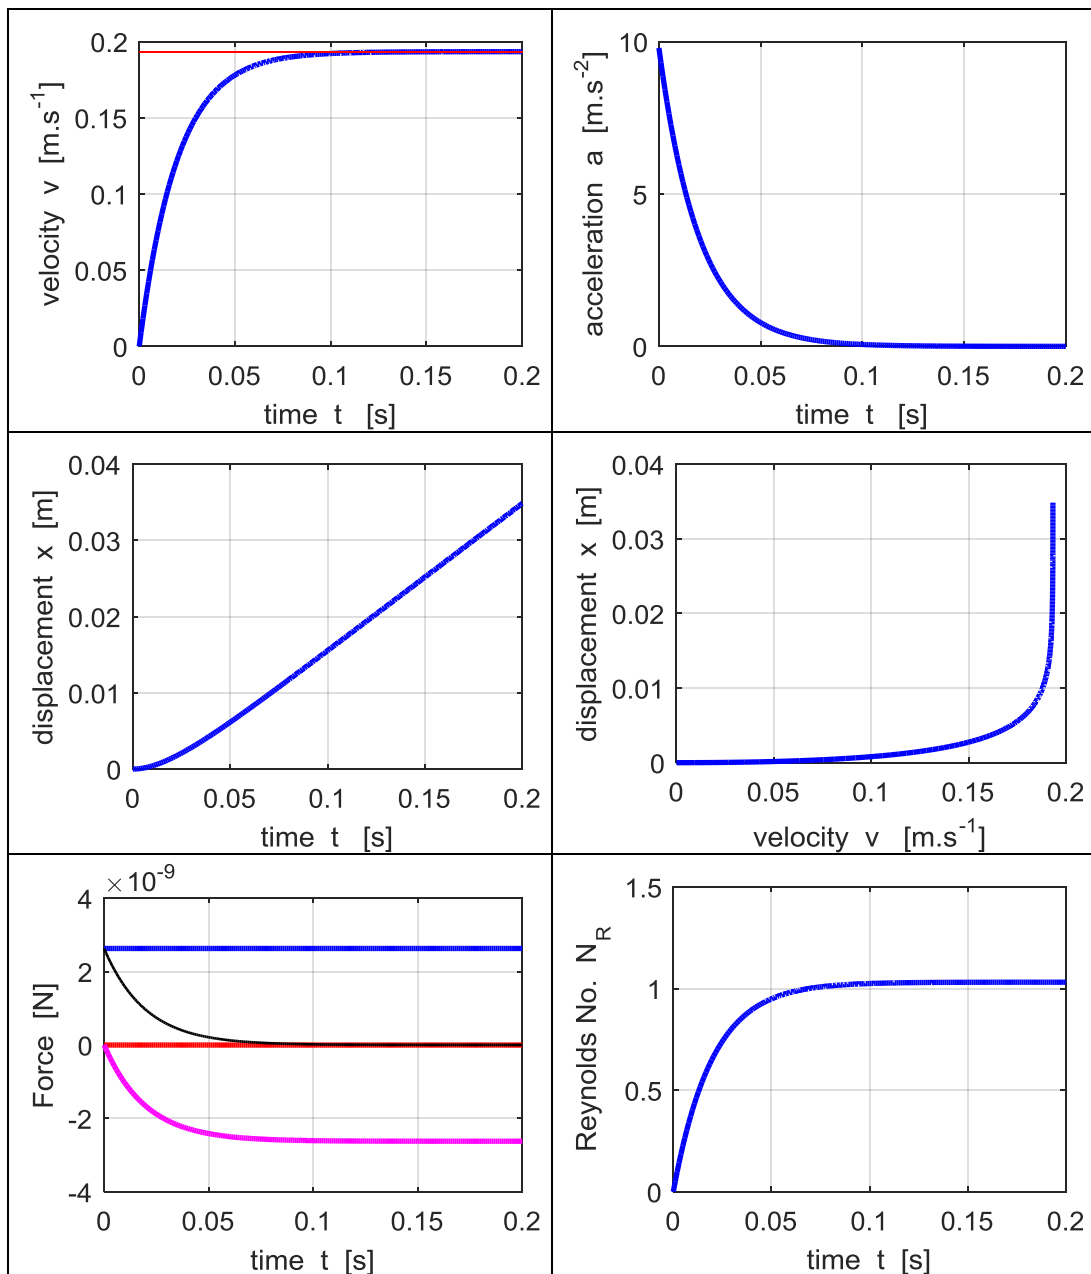 velocity v [m.s-1]
0.2
0.15
0.1
0.05
0
0 0.05 0.1 0.15 0.2
time t [s]
acceleration a [m.s-2]
10
5
0
0 0.05 0.1 0.15 0.2
time t [s]
displacement x [m]
0.04
0.03
0.02
0.01
0
0 0.05 0.1 0.15 0.2
time t [s]
displacement x [m]
0.04
0.03
0.02
0.01
0
0 0.05 0.1 0.15 0.2
velocity v [m.s-1]
×10-9
Force [N]
4
2
0
-2
-4
0 0.05 0.1 0.15 0.2
time t [s]
Reynolds No. NR
1.5
1
0.5
0
0 0.05 0.1 0.15 0.2
time t [s]